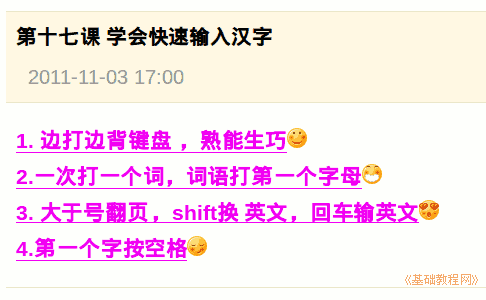 第十七课 学会快速输入汉字
2011-11-03 17:00
1. 边打边背键盘 ，熟能生巧
2.一次打一个词，词语打第一个字母
3. 大于号翻页，shift换 英文，回车输英文
4.第一个字按空格
《基础教程网》